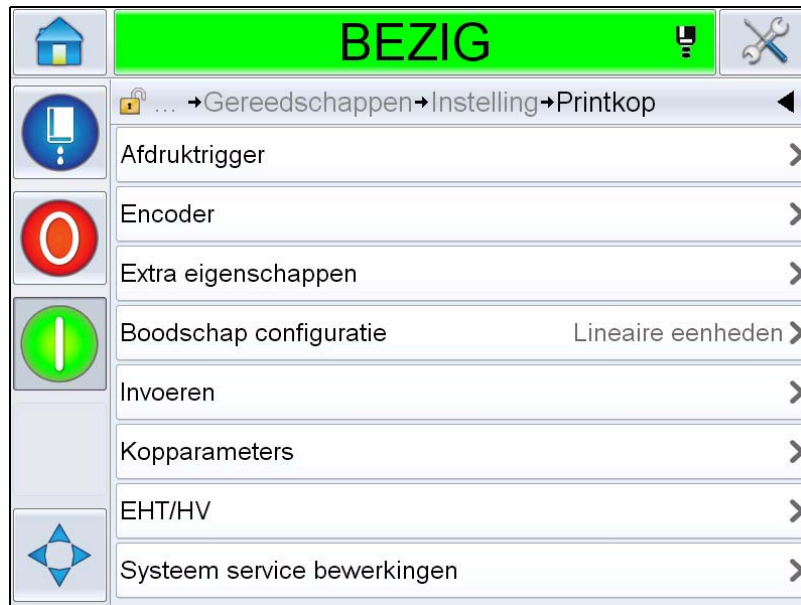 BEZIG
... →Gereedschappen→Instelling→Printkop
Afdruktrigger
Encoder
Extra eigenschappen
Boodschap configuratie Lineaire eenheden
Invoeren
Kopparameters
EHT/HV
Systeem service bewerkingen